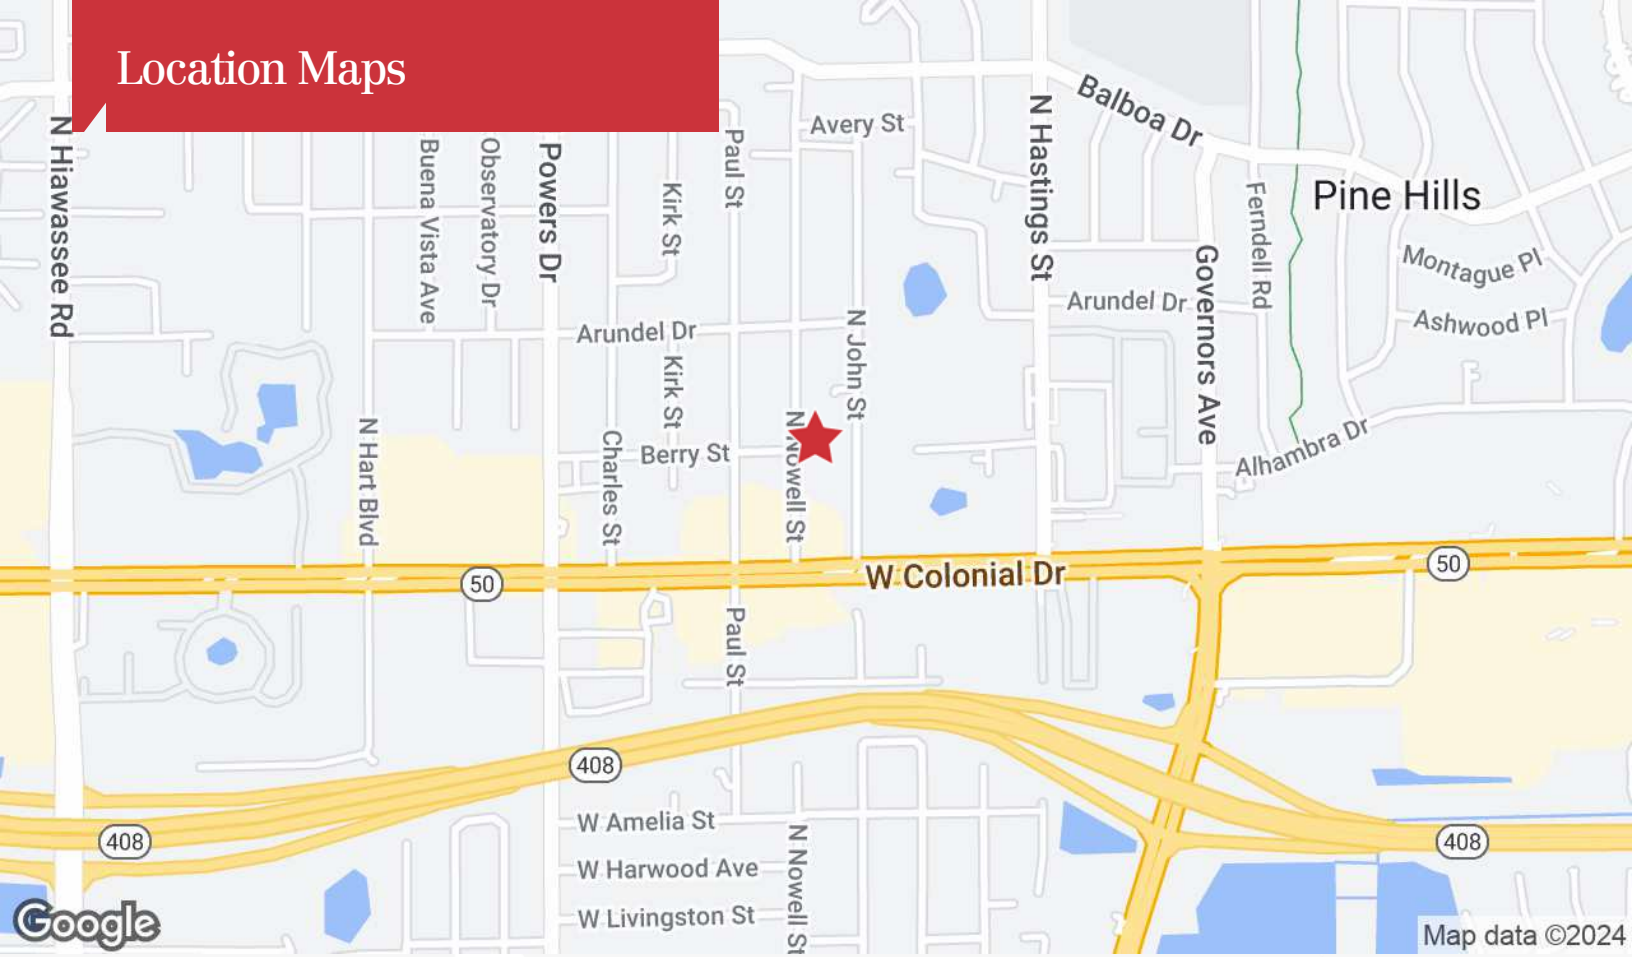 Location Maps
Balboa Dr
N Hastings St
Avery St
N Hiawassee Rd
Buena Vista Ave
Observatory Dr
Powers Dr
Paul St
Kirk St
Ferndell Rd
Pine Hills
Governors Ave
Montague Pl
Arundel Dr
Arundel Dr
Ashwood Pl
N John St
Kirk St
N Nowell St
N Hart Blvd
Charles St
Berry St
Alhambra Dr
50
W Colonial Dr
50
Paul St
408
W Amelia St
408
408
N Nowell St
W Harwood Ave
W Livingston St
Google
Map data ©2024